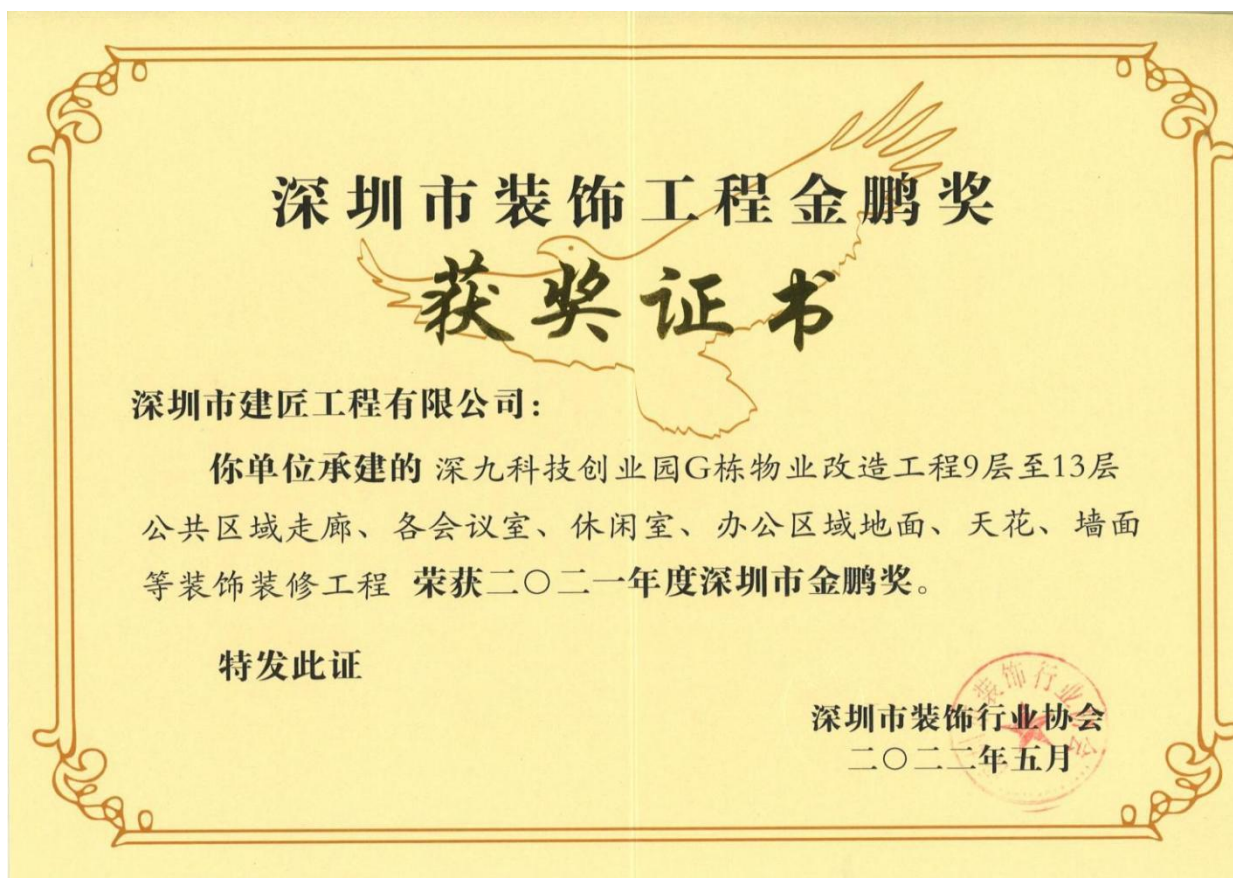 深圳市装饰工程金鹏奖
获奖证书
深圳市建匠工程有限公司：
你单位承建的 深九科技创业园G栋物业改造工程9层至13层
公共区域走廊、各会议室、休闲室、办公区域地面、天花、墙面
等装饰装修工程 荣获二〇二一年度深圳市金鹏奖。
特发此证
装饰行业协会
深圳市装饰行业协会
二〇二二年五月